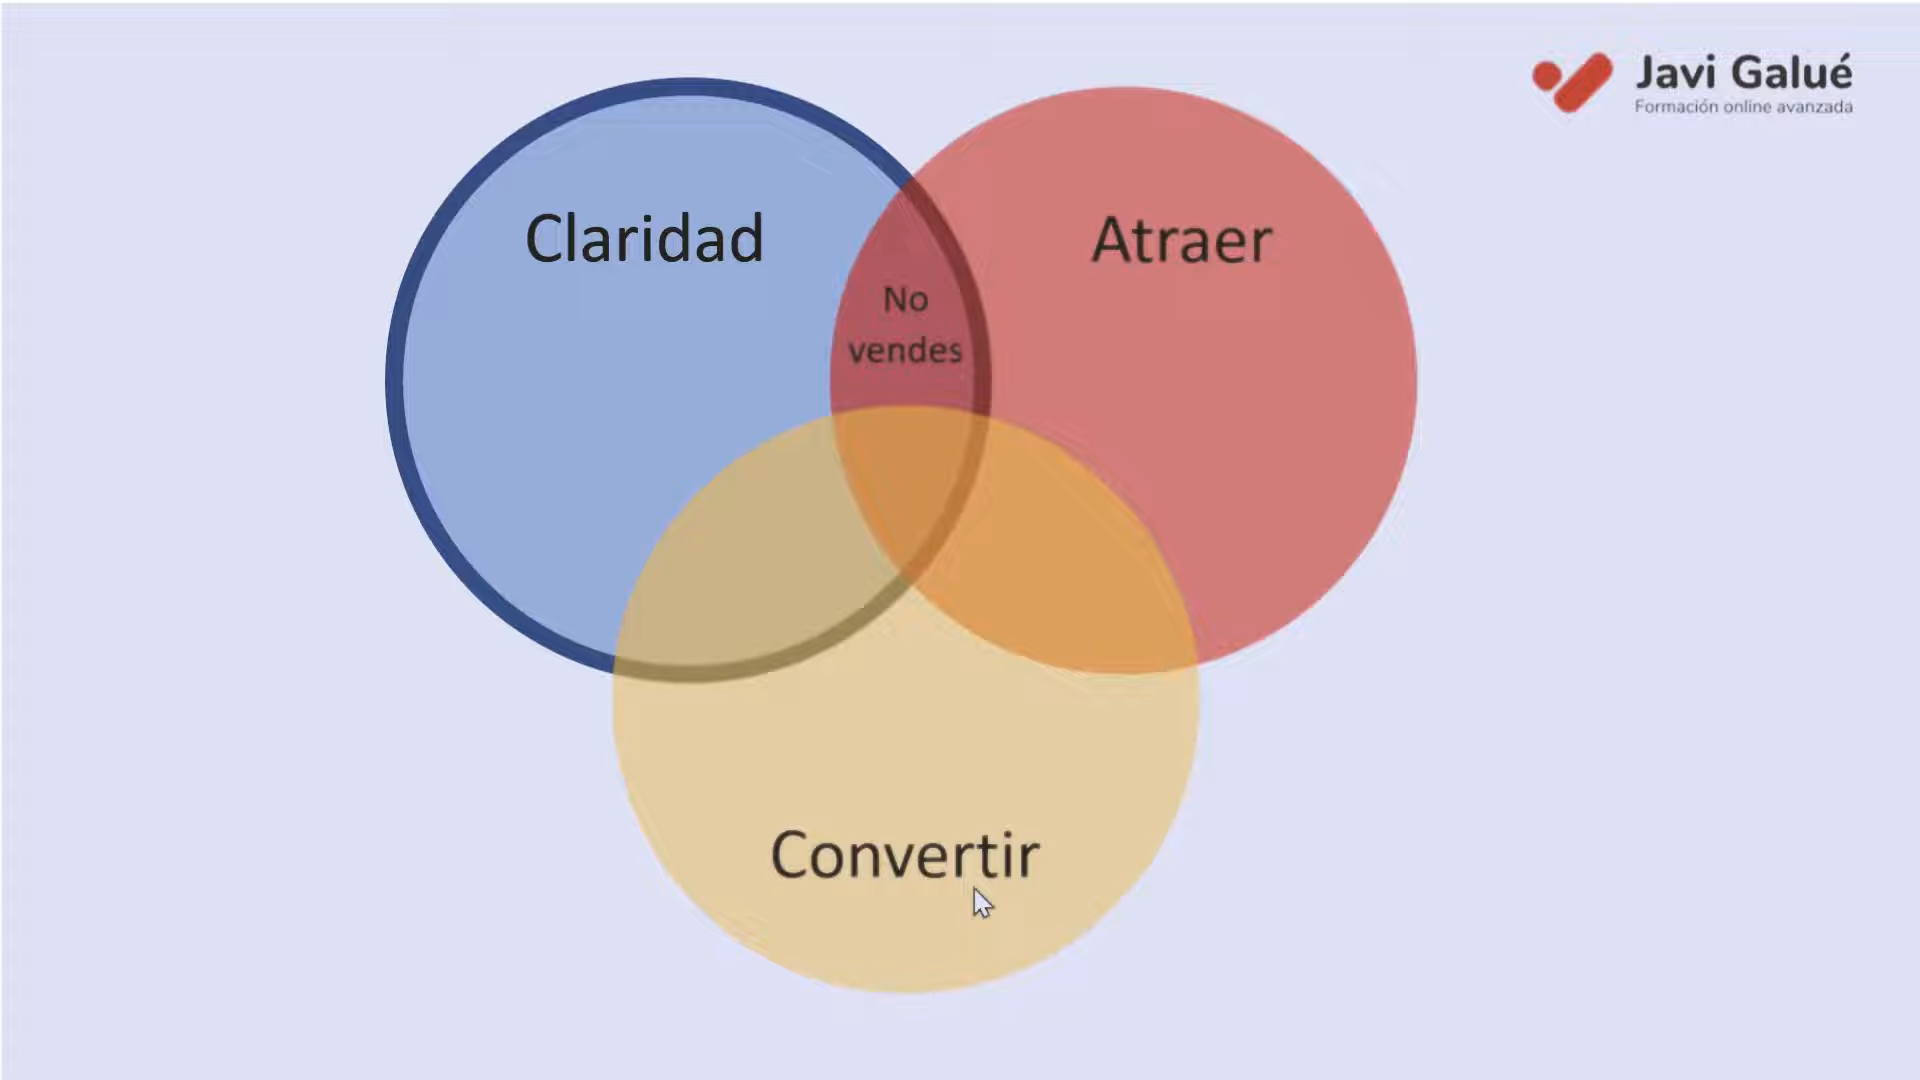 Javi Galué
Formación online avanzada
Claridad
Atraer
No
vendes
Convertir